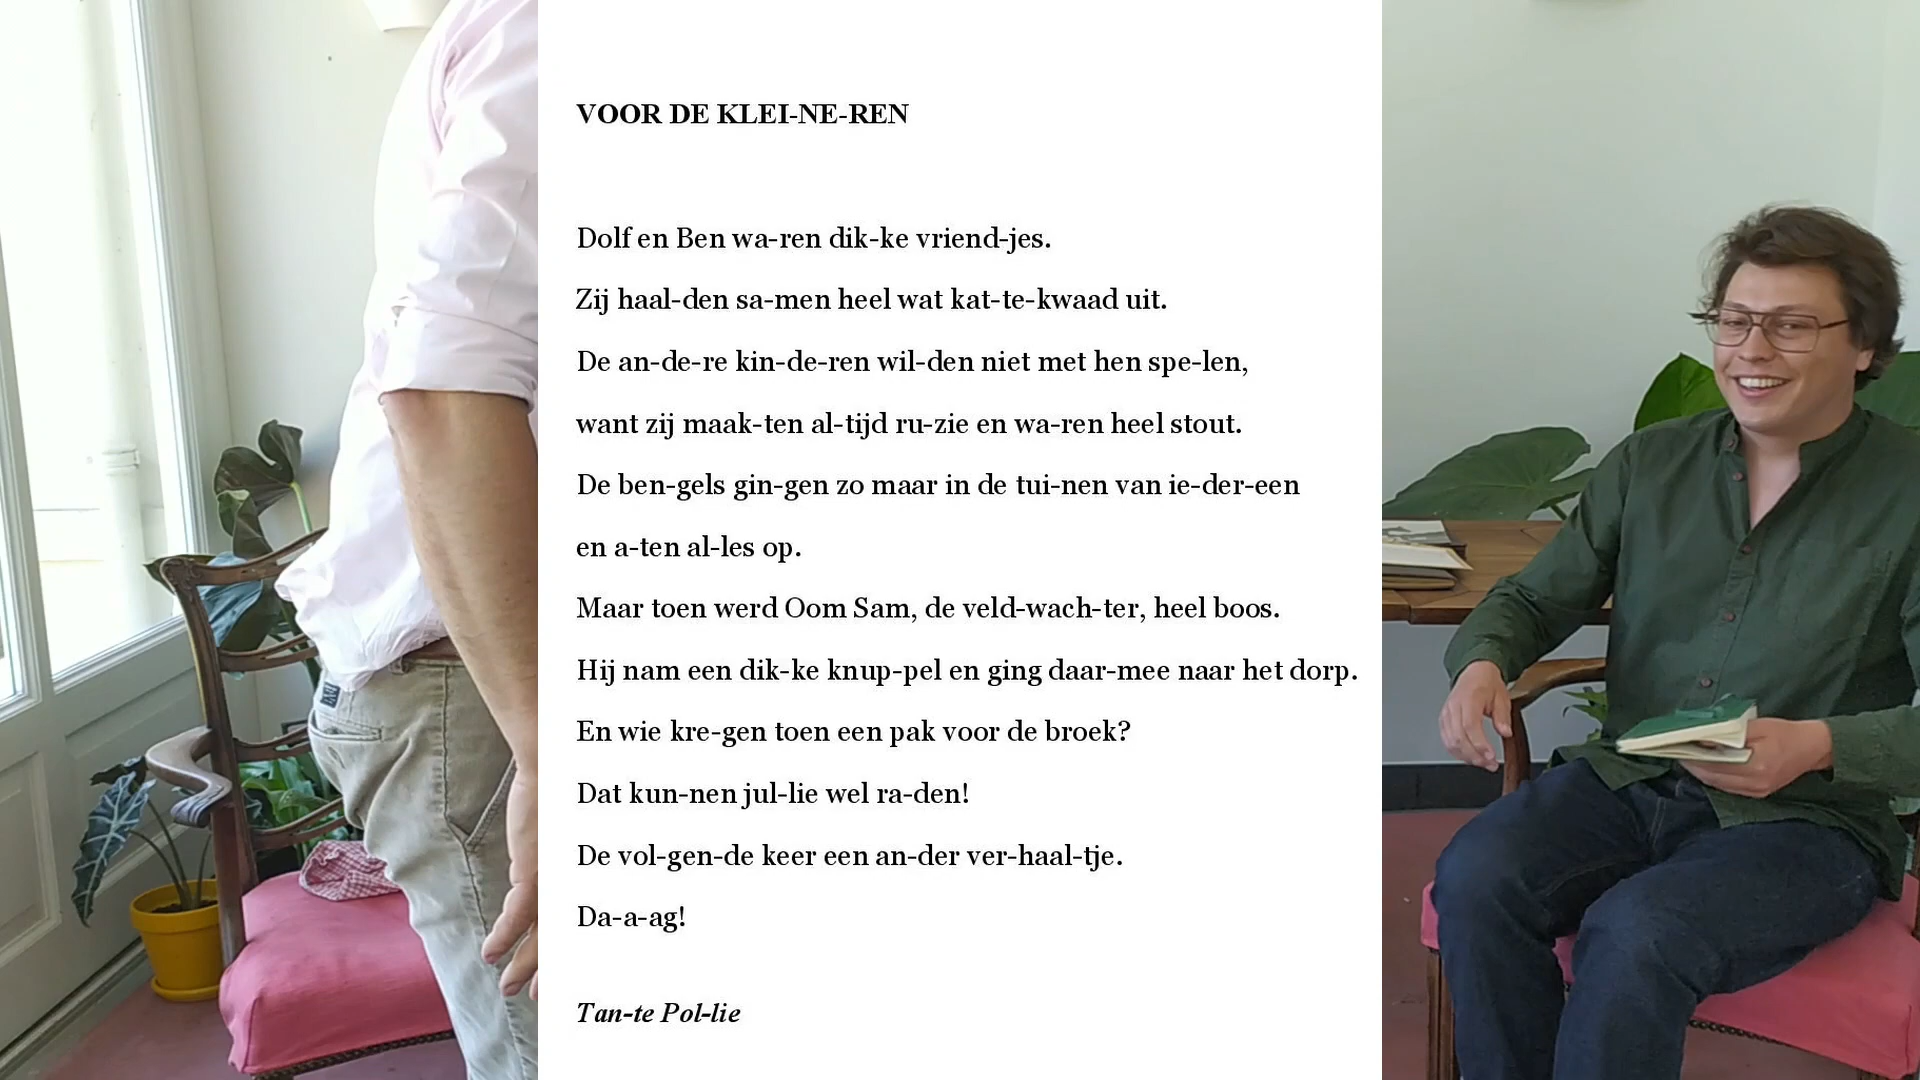 VOOR DE KLEI-NE-REN
Dolf en Ben wa-ren dik-ke vriend-jes.
Zij haal-den sa-men heel wat kat-te-kwaad uit.
De an-de-re kin-de-ren wil-den niet met hen spe-len,
want zij maak-ten al-tijd ru-zie en wa-ren heel stout.
De ben-gels gin-gen zo maar in de tui-nen van ie-der-een
en a-ten al-les op.
Maar toen werd Oom Sam, de veld-wach-ter, heel boos.
Hij nam een dik-ke knup-pel en ging daar-mee naar het dorp.
En wie kre-gen toen een pak voor de broek?
Dat kun-nen jul-lie wel ra-den!
De vol-gen-de keer een an-der ver-haal-tje.
Da-a-ag!
Tan-te Pol-lie